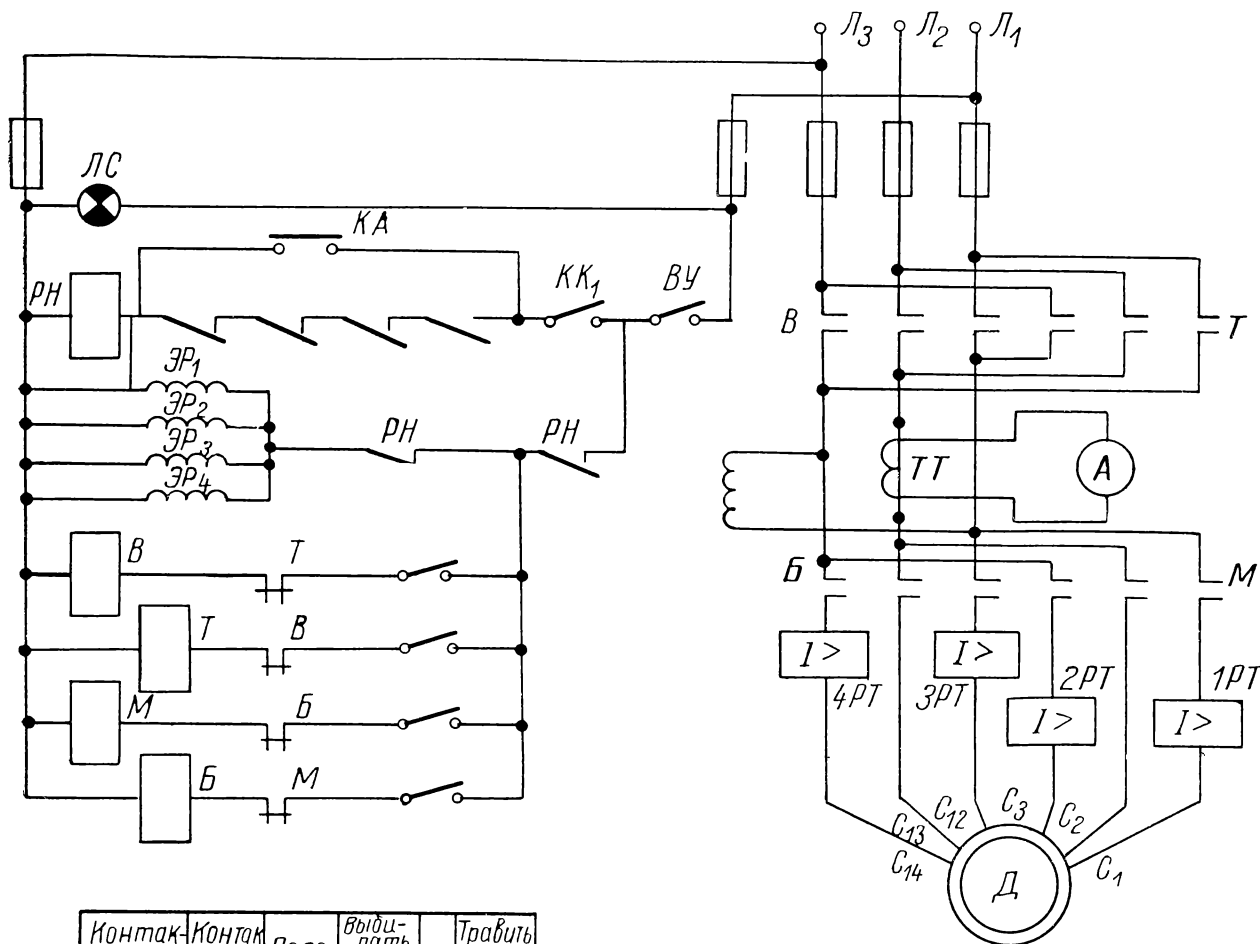 Л₃ Л₂ Л₁
ЛС
КА
РН КК₁ ВУ
В Т
ЭР₁
ЭР₂
РН РН
ЭР₃
ТТ А
ЭР₄
В Т
Б М
Т В
I > I >
4РТ 3РТ 2РТ 1РТ
М Б
I > I >
Б М
С₁₂ С₃ С₂
С₁₃
С₁₄ С₁
Д
Контак- Контак Выби- Травить
рать